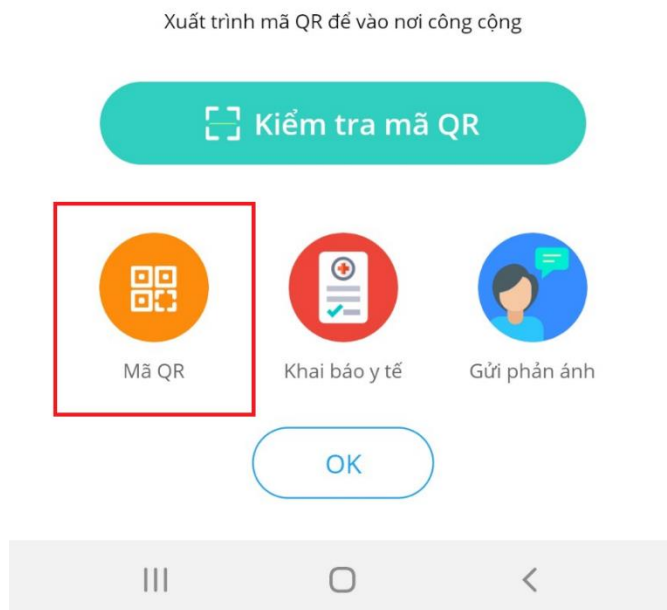 Xuất trình mã QR để vào nơi công cộng
Kiểm tra mã QR
Mã QR
Khai báo y tế
Gửi phản ánh
OK